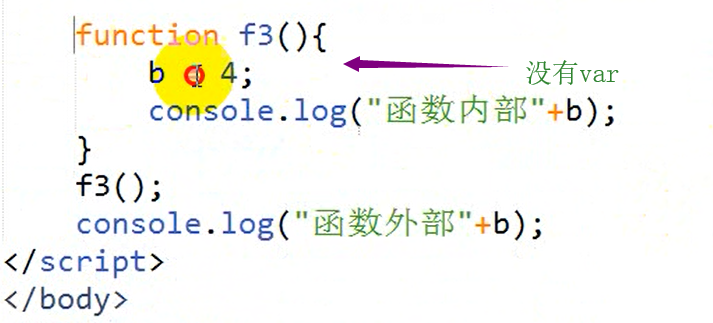 function f3(){
b = 4; 没有var
console.log("函数内部"+b);
}
f3();
console.log("函数外部"+b);
</script>
</body>